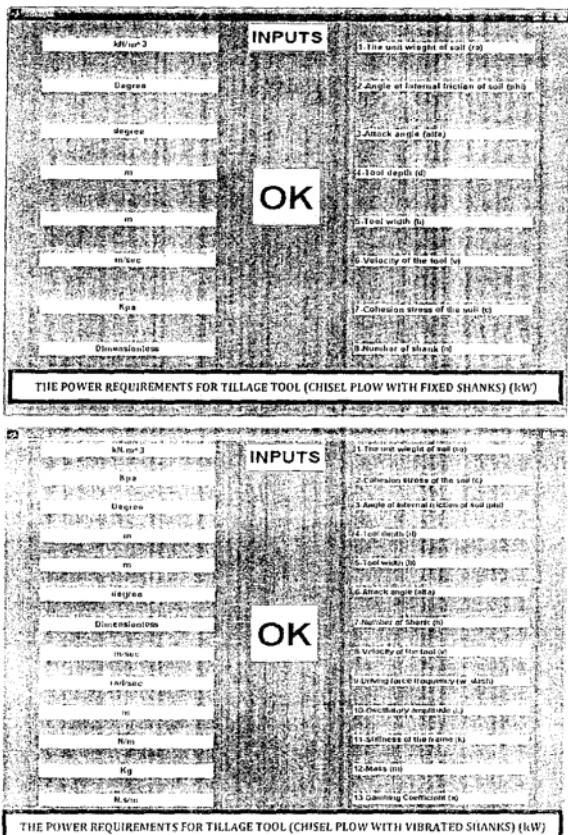 INPUTS
kN/m^3
1-The unit wieght of soil (ro)
Degree
2-Angle of internal friction of soil (phi)
degree
3-Attack angle (alfa)
m
4-Tool depth (d)
OK
m
5-Tool width (b)
m/sec
6-Velocity of the tool (v)
Kpa
7-Cohesion stress of the soil (c)
Dimensionless
8-Number of shank (n)
THE POWER REQUIREMENTS FOR TILLAGE TOOL (CHISEL PLOW WITH FIXED SHANKS) (kW)
INPUTS
kN.m^3
1-The unit wieght of soil (ro)
Kpa
2-Cohesion stress of the soil (c)
Degree
3-Angle of internal friction of soil (phi)
m
4-Tool depth (d)
m
5-Tool width (b)
degree
6-Attack angle (alfa)
Dimensionless
7-Number of Shank (n)
OK
m/sec
8-Velocity of the tool (v)
rad/sec
9-Driving force frequency (w_dash)
m
10-Oscillatory amplitude
N/m
11-Stiffness of the frame (k)
Kg
12-Mass (m)
N.s/m
13-Damping Coefficient
THE POWER REQUIREMENTS FOR TILLAGE TOOL (CHISEL PLOW WITH VIBRATED SHANKS) (kW)